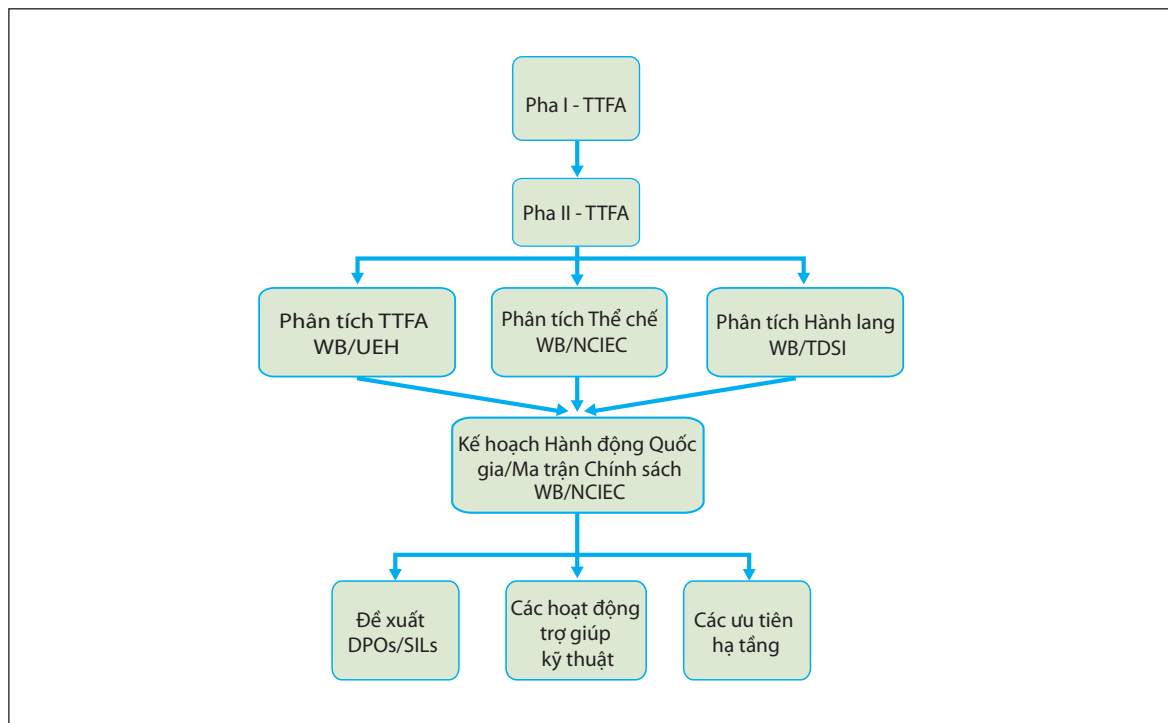 Pha I - TTFA
Pha II - TTFA
Phân tích TTFA
WB/UEH
Phân tích Thể chế
WB/NCIEC
Phân tích Hành lang
WB/TDSI
Kế hoạch Hành động Quốc
gia/Ma trận Chính sách
WB/NCIEC
Đề xuất
DPOs/SILs
Các hoạt động
trợ giúp
kỹ thuật
Các ưu tiên
hạ tầng